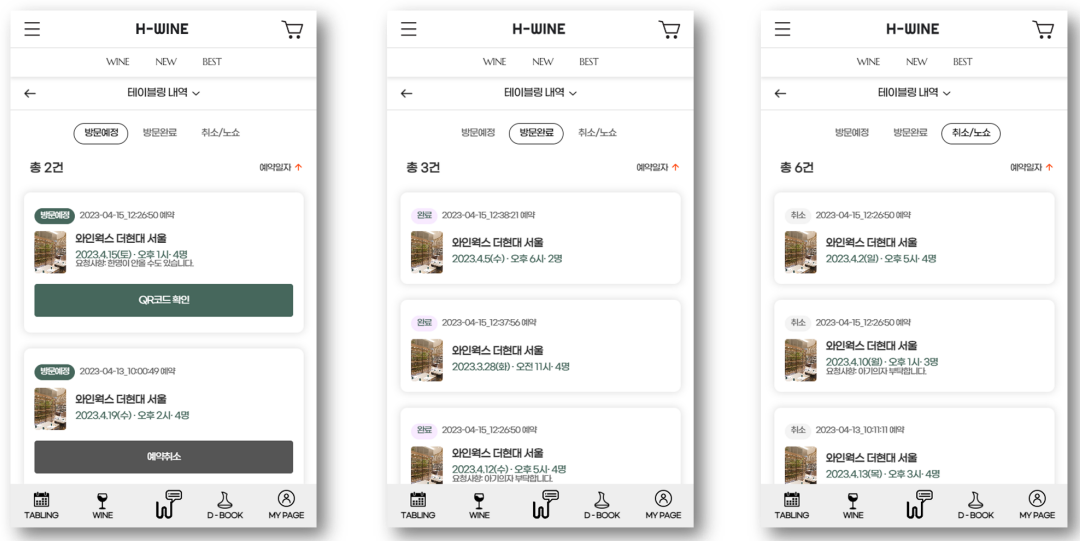 H-WINE
WINE NEW BEST
테이블링 내역
방문예정 방문완료 취소/노쇼
총 2건 예약일자
방문예정 2023-04-15_12:26:50 예약
와인웍스 더현대 서울
2023.4.15(토) · 오후 1시 · 4명
요청사항: 한명이 안올 수도 있습니다.
QR코드 확인
방문예정 2023-04-13_10:00:49 예약
와인웍스 더현대 서울
2023.4.19(수) · 오후 2시 · 4명
예약취소
TABLING WINE D-BOOK MY PAGE
H-WINE
WINE NEW BEST
테이블링 내역
방문예정 방문완료 취소/노쇼
총 3건 예약일자
완료 2023-04-15_12:38:21 예약
와인웍스 더현대 서울
2023.4.5(수) · 오후 6시 · 2명
완료 2023-04-15_12:37:56 예약
와인웍스 더현대 서울
2023.3.28(화) · 오전 11시 · 4명
완료 2023-04-15_12:26:50 예약
와인웍스 더현대 서울
2023.4.12(수) · 오후 5시 · 4명
요청사항: 아기의자 부탁합니다.
TABLING WINE D-BOOK MY PAGE
H-WINE
WINE NEW BEST
테이블링 내역
방문예정 방문완료 취소/노쇼
총 6건 예약일자
취소 2023-04-15_12:26:50 예약
와인웍스 더현대 서울
2023.4.2(일) · 오후 5시 · 4명
취소 2023-04-15_12:26:50 예약
와인웍스 더현대 서울
2023.4.10(월) · 오후 1시 · 3명
요청사항: 아기의자 부탁합니다.
취소 2023-04-13_10:11:11 예약
와인웍스 더현대 서울
2023.4.13(목) · 오후 3시 · 4명
TABLING WINE D-BOOK MY PAGE